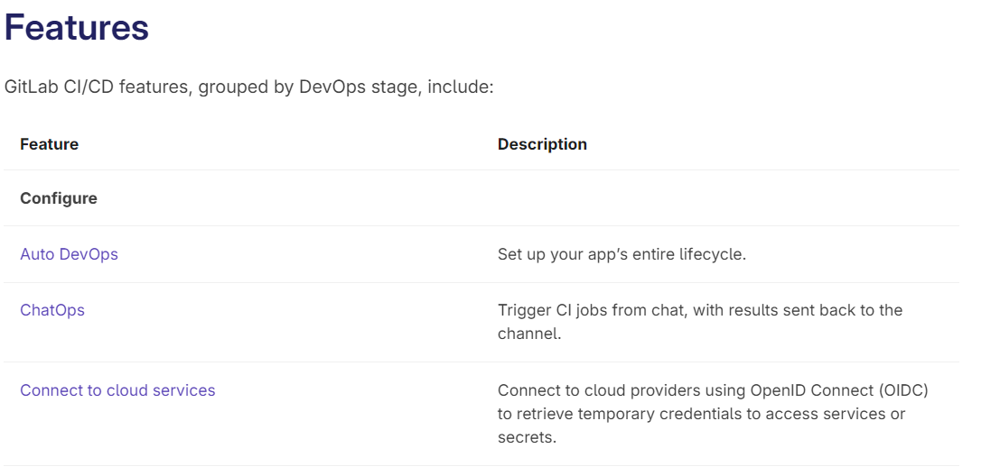 Features
GitLab CI/CD features, grouped by DevOps stage, include:
Feature Description
Configure
Auto DevOps Set up your app’s entire lifecycle.
ChatOps Trigger CI jobs from chat, with results sent back to the
channel.
Connect to cloud services Connect to cloud providers using OpenID Connect (OIDC)
to retrieve temporary credentials to access services or
secrets.